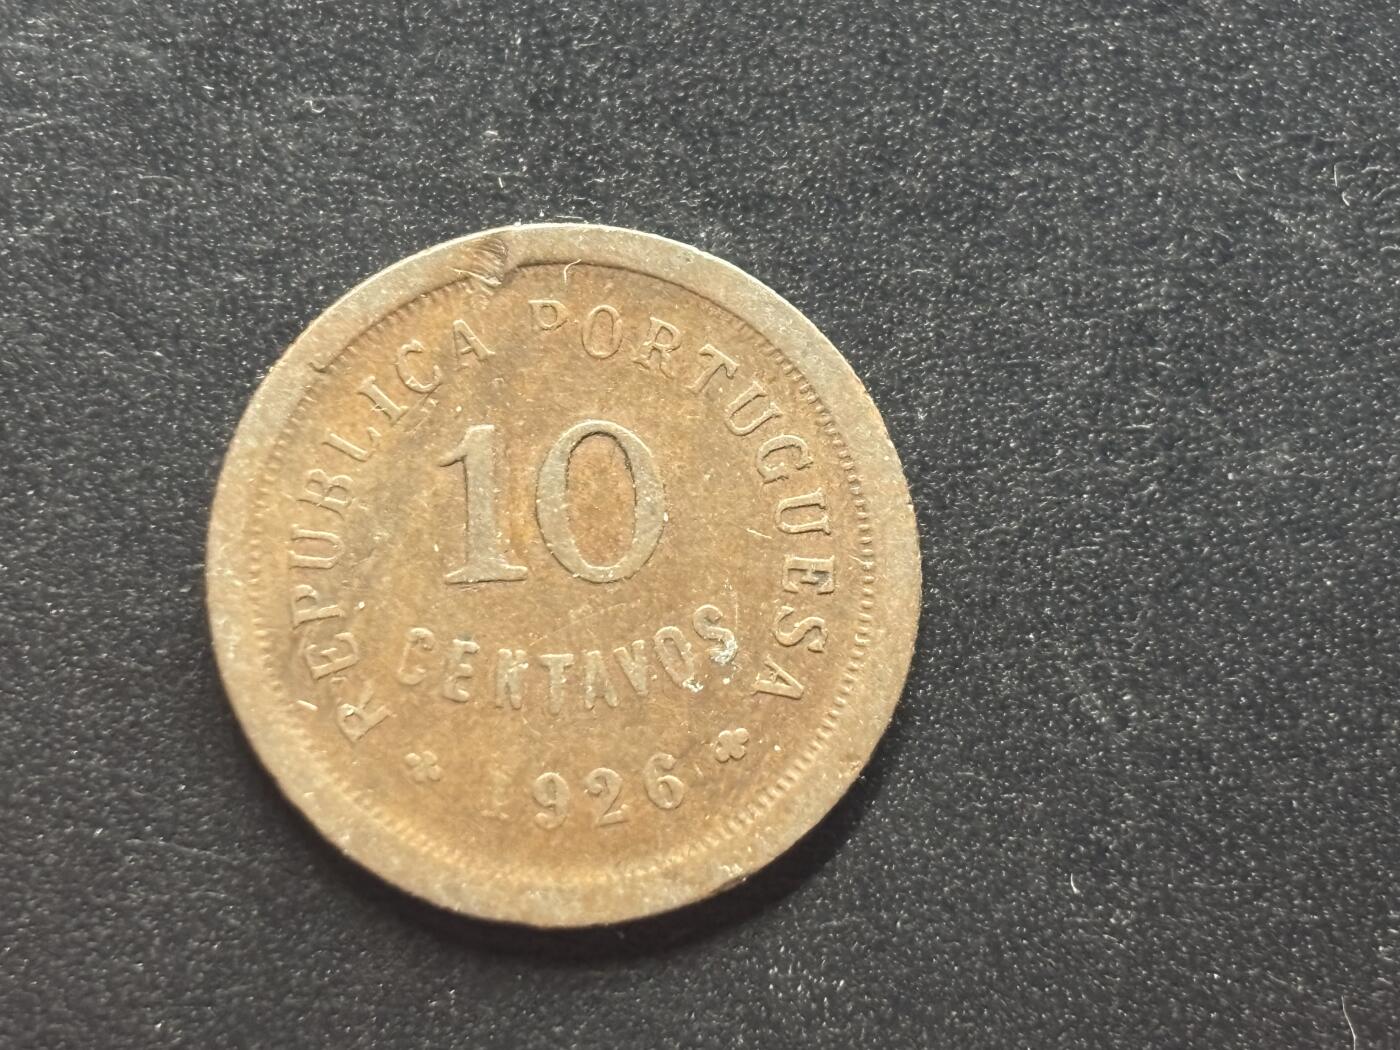 REPUBLICA PORTUGUESA
10
CENTAVOS
1926